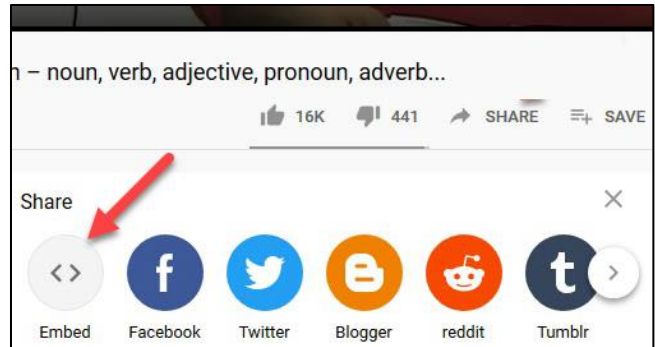 – noun, verb, adjective, pronoun, adverb...
16K 441 SHARE SAVE
Share
Embed Facebook Twitter Blogger reddit Tumblr